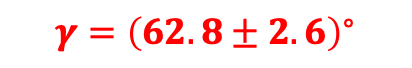 γ = (62.8 ± 2.6)°